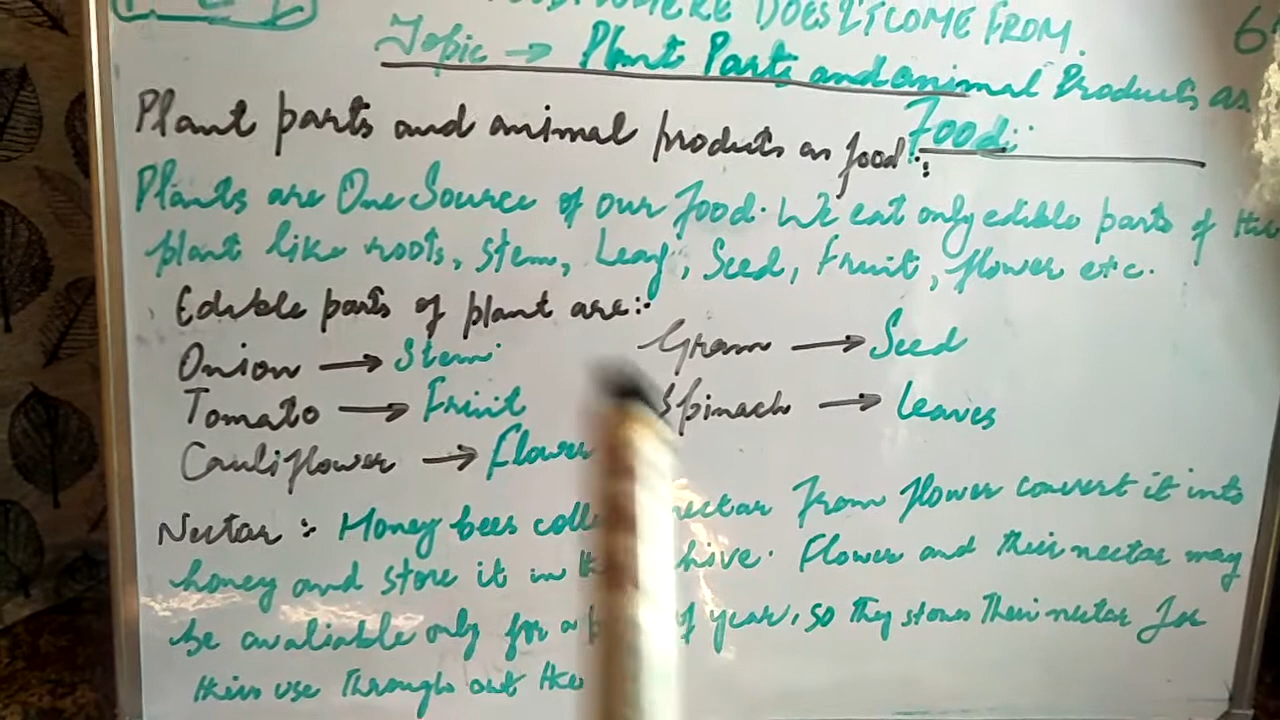 WHERE DOES IT COME FROM.
Topic → Plant Parts and animal Products as
Food:
Plant parts and animal products as food:
Plants are One Source of our food. We eat only edible parts of the
plant like roots, stem, Leaf, Seed, Fruit, flower etc.
Edible parts of plant are:-
Onion → Stem
Gram → Seed
Tomato → Fruit
Spinach → leaves
Cauliflower → Flower
Nectar: Honey bees nectar from flower convert it into
honey and store it in hive. Flower and their nectar may
be avaliable only for a of year, so they stores their nectar for
their use through out the